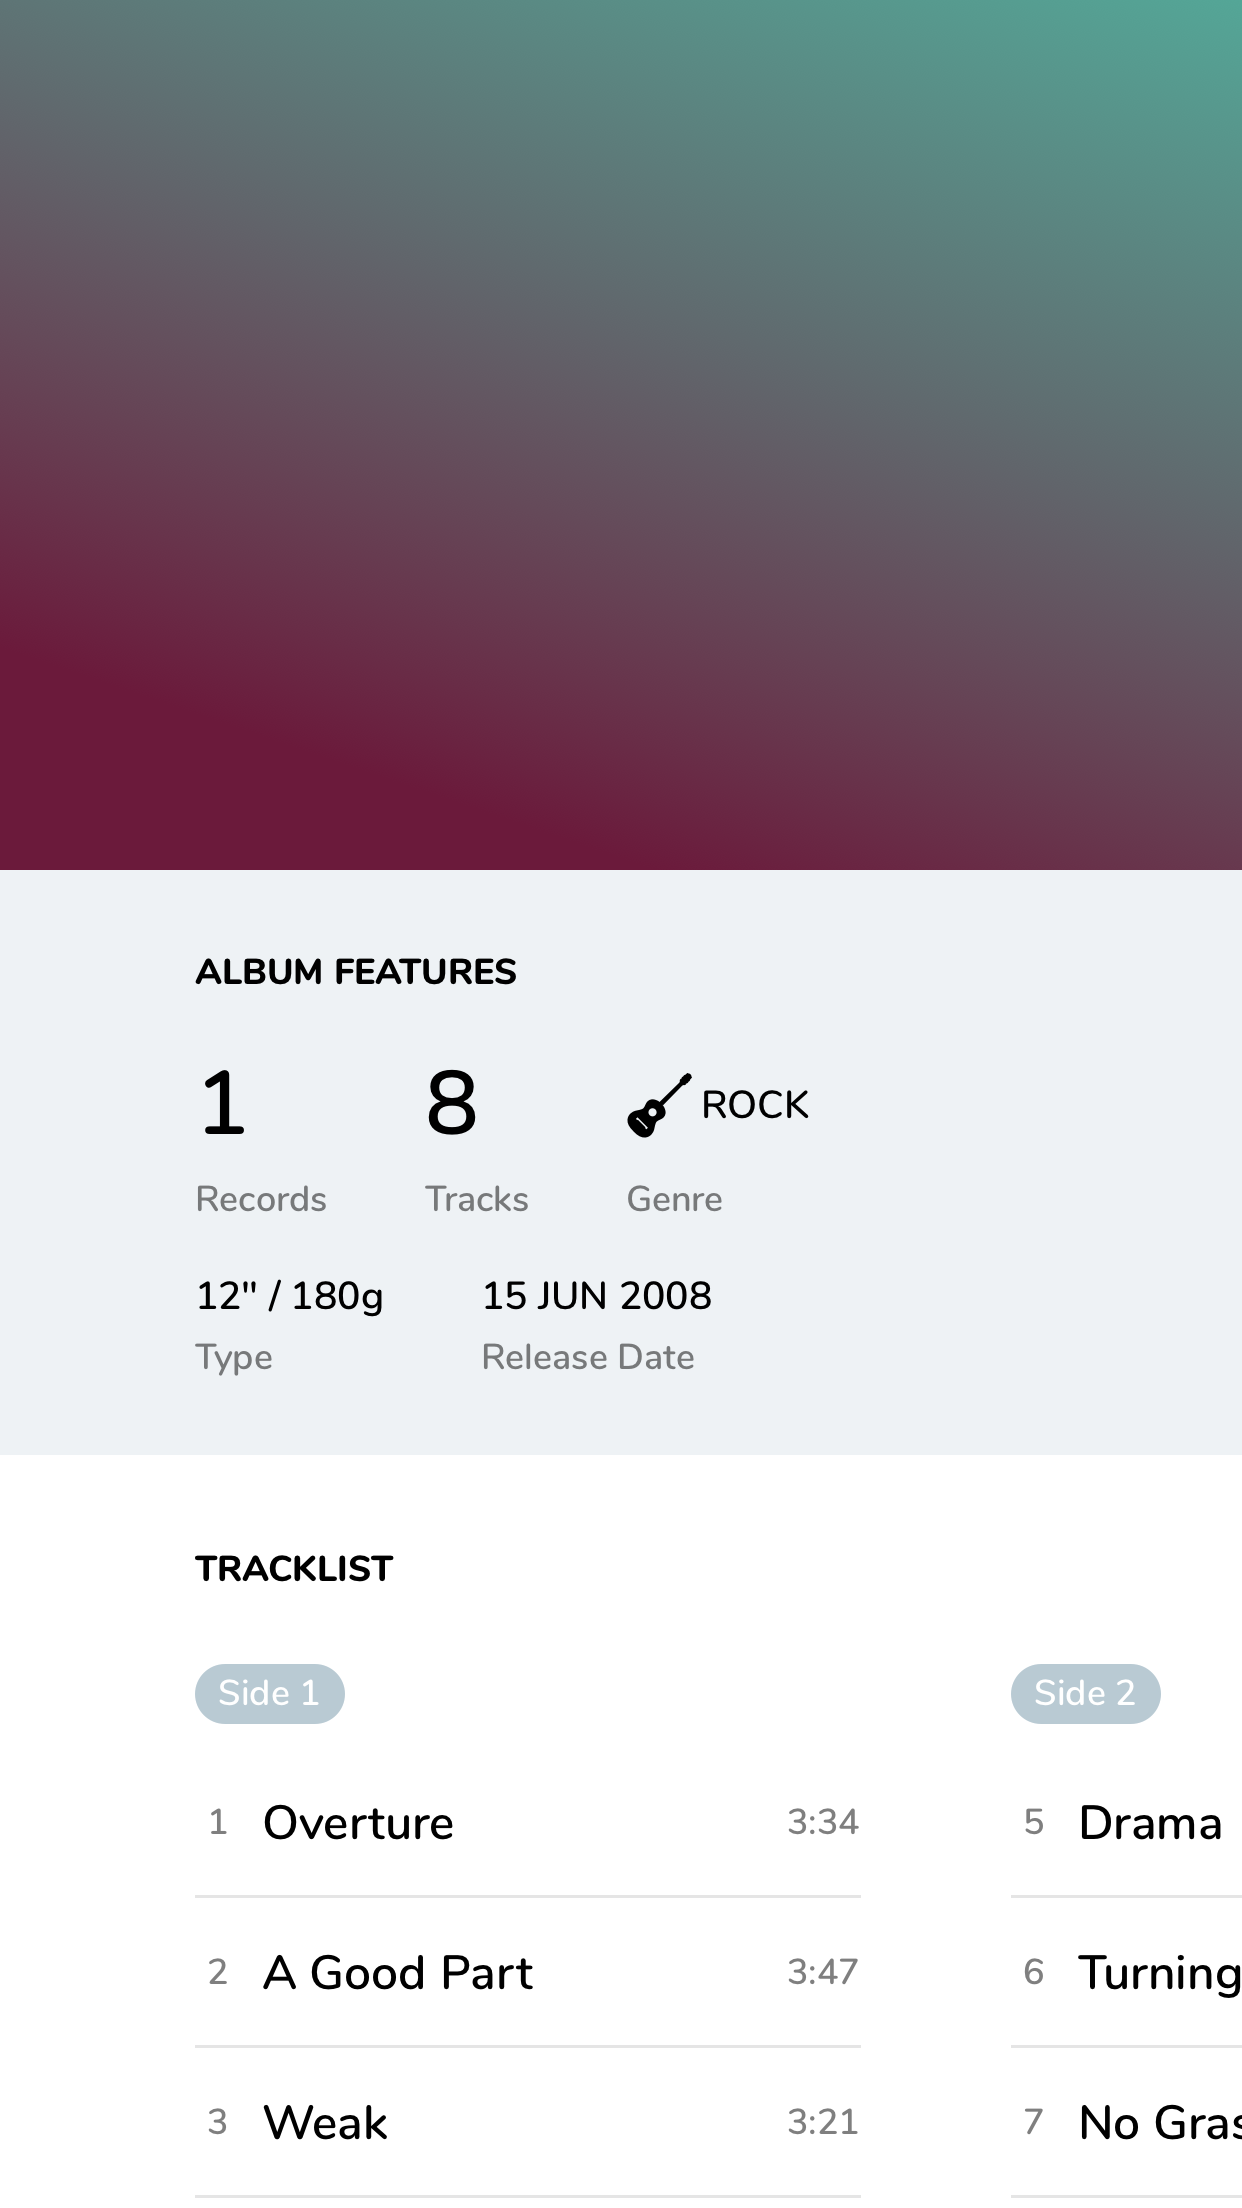 ALBUM FEATURES
1 8 ROCK
Records Tracks Genre
12" / 180g 15 JUN 2008
Type Release Date
TRACKLIST
Side 1
1 Overture 3:34
2 A Good Part 3:47
3 Weak 3:21
Side 2
5 Drama
6 Turning
7 No